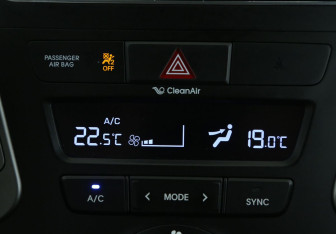 PASSENGER
AIR BAG
OFF
CleanAir
A/C
22.5°C
19.0°C
A/C
MODE
SYNC